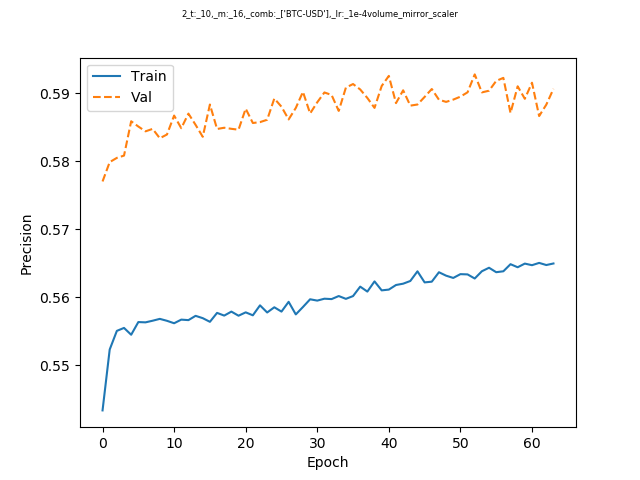 2_t:_10,_m:_16,_comb:_['BTC-USD'],_lr:_1e-4volume_mirror_scaler
Train
Val
0.59
0.58
0.57
0.56
0.55
Precision
0 10 20 30 40 50 60
Epoch